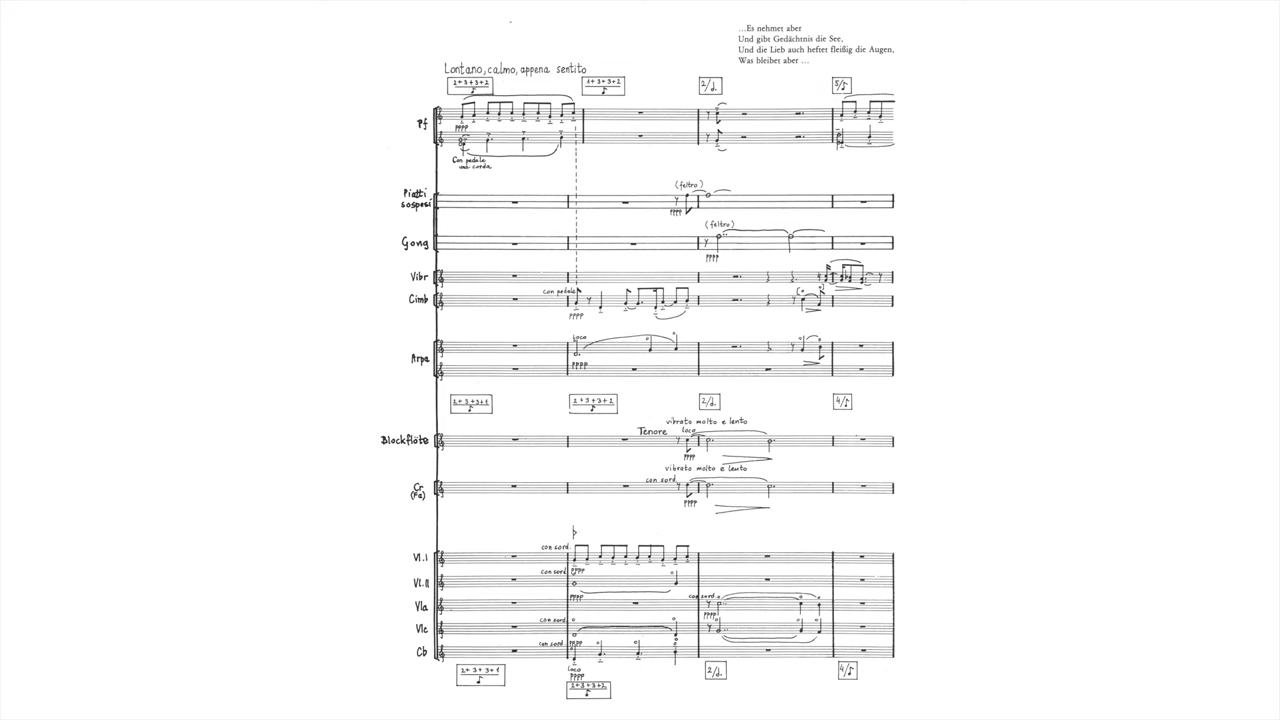 ...Es nehmet aber
Und gibt Gedächtnis die See,
Und die Lieb auch heftet fleißig die Augen,
Was bleibet aber ...
Lontano, calmo, appena sentito
2+3+3+2
1+3+3+2
2/
5/
Pf
pppp
Con pedale
una corda
(feltro)
Piatti
sospesi
pppp
(feltro)
Gong
pppp
Vibr
con pedale
Cimb
pppp
loco
Arpa
pppp
2+3+3+1
2+3+3+2
2/
4/
vibrato molto e lento
Tenore loco
Blockflöte
pppp
vibrato molto e lento
con sord.
Cr
(Fa)
pppp
con sord.
Vl.I
pppp
con sord.
Vl.II
pppp
con sord.
Vla
pppp
con sord.
Vlc
pppp
con sord.
Cb
loco
pppp
2+3+3+1
2+3+3+2
2/
4/